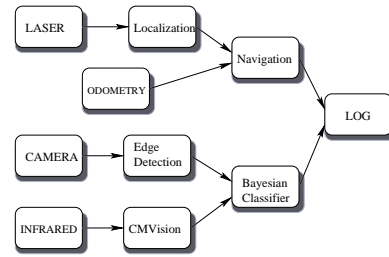 LASER
Localization
ODOMETRY
Navigation
LOG
CAMERA
Edge
Detection
Bayesian
Classifier
INFRARED
CMVision